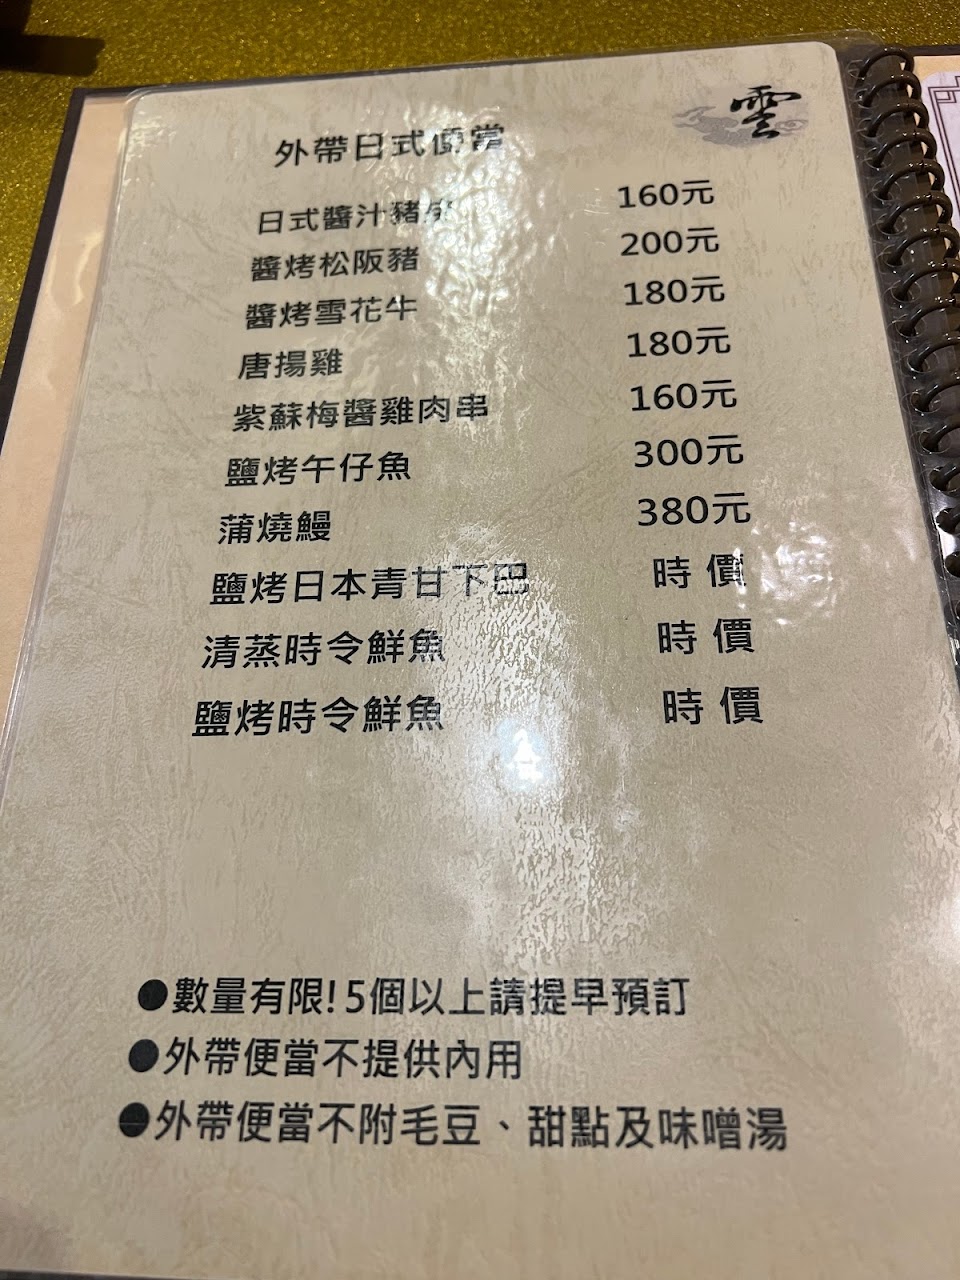 雲
外帶日式便當
日式醬汁豬 160元
醬烤松阪豬 200元
醬烤雪花牛 180元
唐揚雞 180元
紫蘇梅醬雞肉串 160元
鹽烤午仔魚 300元
蒲燒鰻 380元
鹽烤日本青甘下巴 時價
清蒸時令鮮魚 時價
鹽烤時令鮮魚 時價
●數量有限!5個以上請提早預訂
●外帶便當不提供內用
●外帶便當不附毛豆、甜點及味噌湯